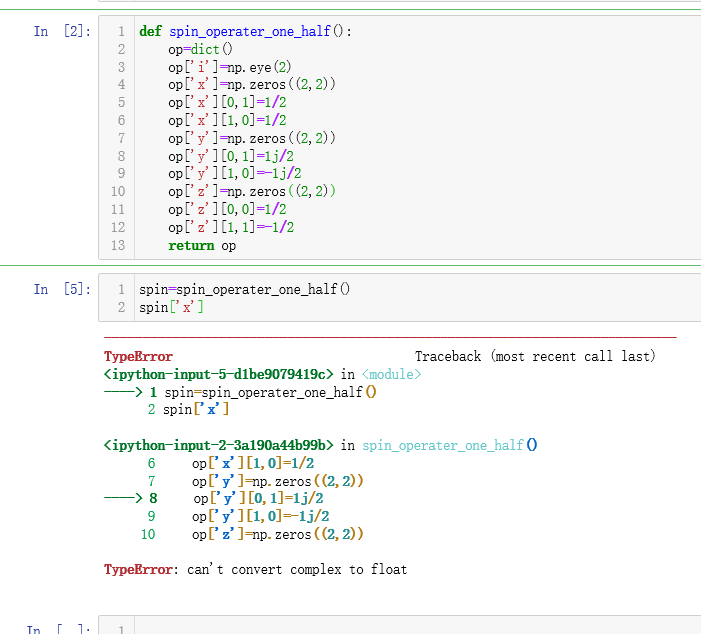 In [2]:
1 def spin_operater_one_half():
2     op=dict()
3     op['i']=np.eye(2)
4     op['x']=np.zeros((2,2))
5     op['x'][0,1]=1/2
6     op['x'][1,0]=1/2
7     op['y']=np.zeros((2,2))
8     op['y'][0,1]=1j/2
9     op['y'][1,0]=-1j/2
10     op['z']=np.zeros((2,2))
11     op['z'][0,0]=1/2
12     op['z'][1,1]=-1/2
13     return op
In [5]:
1 spin=spin_operater_one_half()
2 spin['x']
---------------------------------------------------------------------------
TypeError                                 Traceback (most recent call last)
<ipython-input-5-d1be9079419c> in <module>
----> 1 spin=spin_operater_one_half()
      2 spin['x']
<ipython-input-2-3a190a44b99b> in spin_operater_one_half()
      6     op['x'][1,0]=1/2
      7     op['y']=np.zeros((2,2))
----> 8     op['y'][0,1]=1j/2
      9     op['y'][1,0]=-1j/2
     10     op['z']=np.zeros((2,2))
TypeError: can't convert complex to float
In [ ]:
1